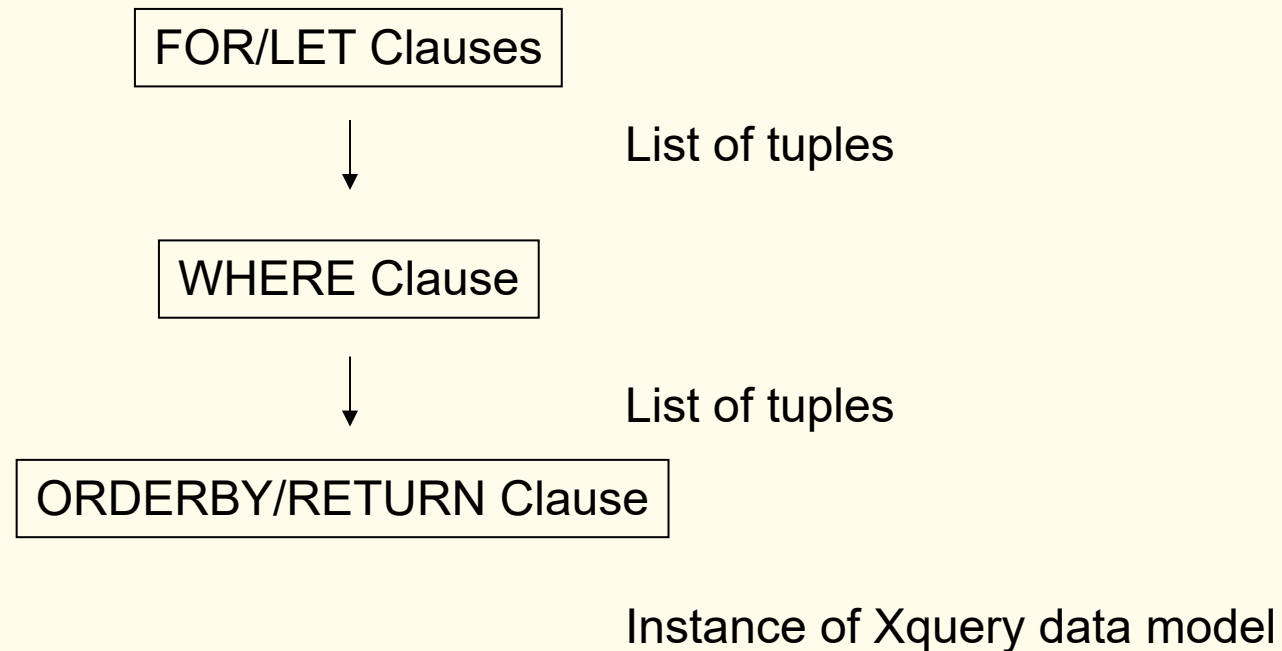 FOR/LET Clauses
List of tuples
WHERE Clause
List of tuples
ORDERBY/RETURN Clause
Instance of Xquery data model